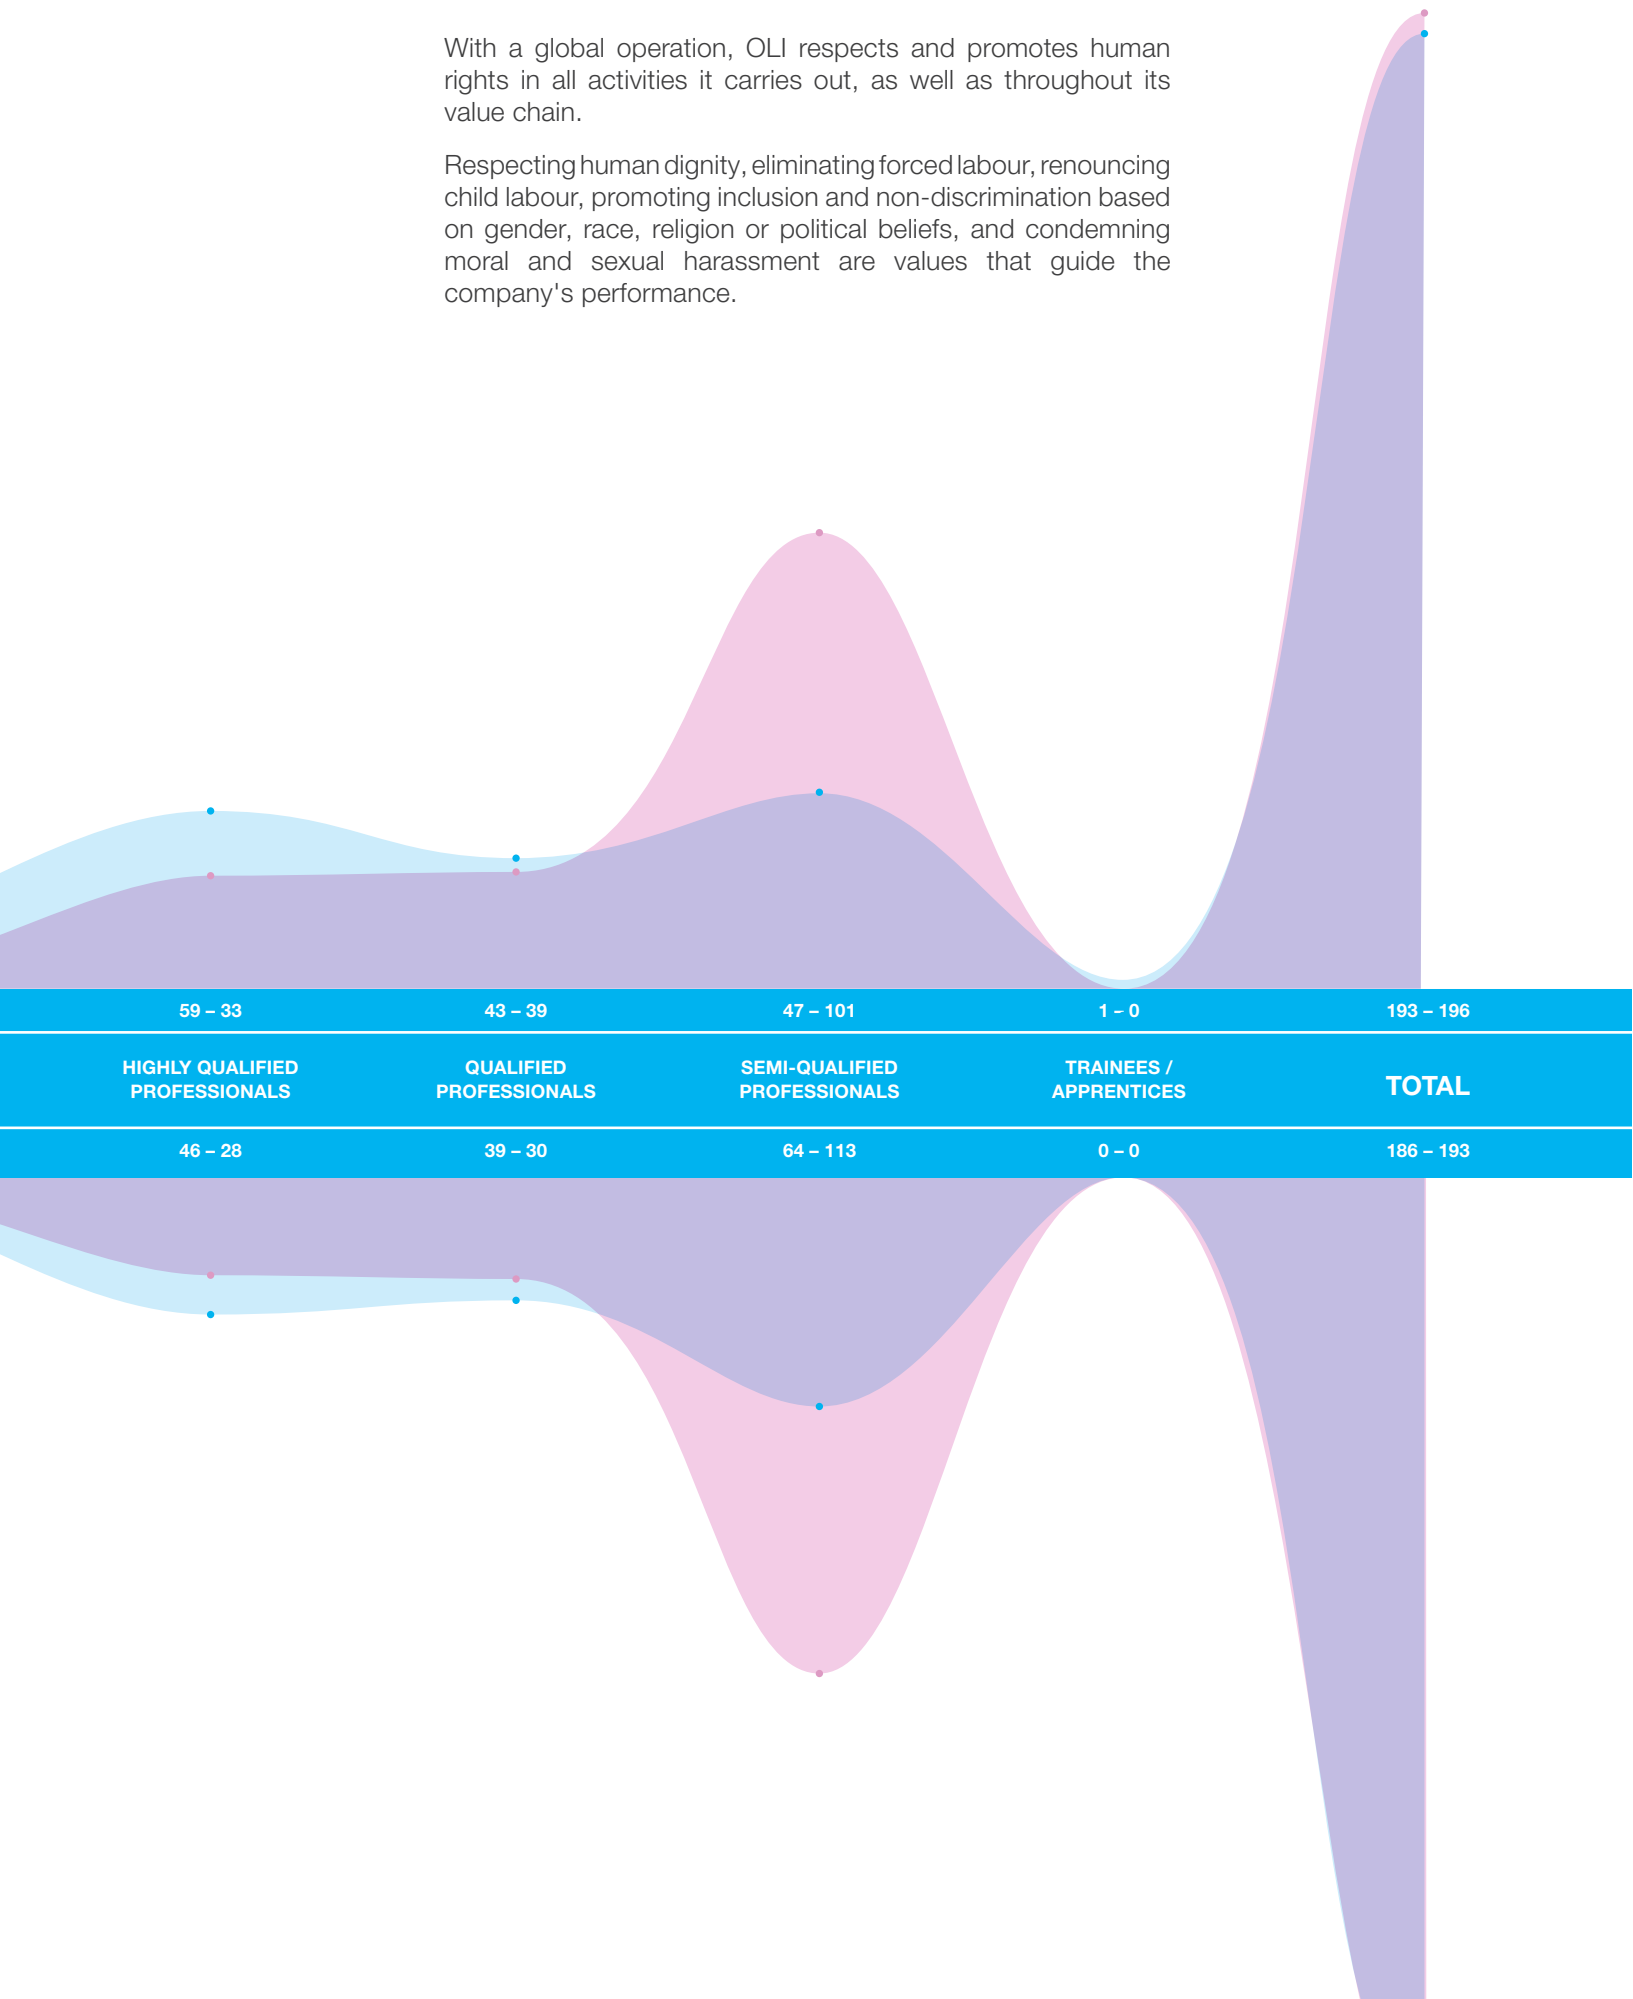 With a global operation, OLI respects and promotes human
rights in all activities it carries out, as well as throughout its
value chain.
Respecting human dignity, eliminating forced labour, renouncing
child labour, promoting inclusion and non-discrimination based
on gender, race, religion or political beliefs, and condemning
moral and sexual harassment are values that guide the
company's performance.
59 – 33 43 – 39 47 – 101 1 – 0 193 – 196
HIGHLY QUALIFIED QUALIFIED SEMI-QUALIFIED TRAINEES /
PROFESSIONALS PROFESSIONALS PROFESSIONALS APPRENTICES TOTAL
46 – 28 39 – 30 64 – 113 0 – 0 186 – 193